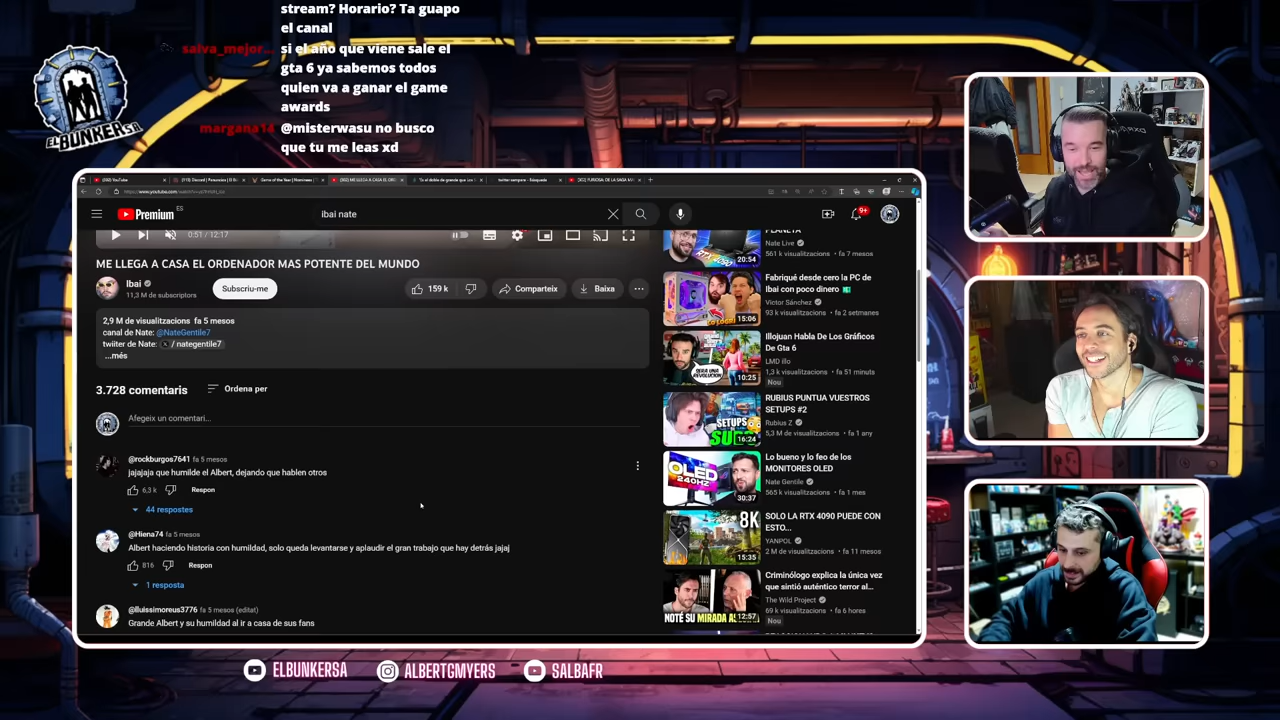 stream? Horario? Ta guapo
el canal
salva_mejor...
si el año que viene sale el
gta 6 ya sabemos todos
quien va a ganar el game
awards
margana14
@misterwasu no busco
que tu me leas xd
ELBUNKERSA
Premium
ES
ibai nate
9+
0:51 / 12:17
ME LLEGA A CASA EL ORDENADOR MAS POTENTE DEL MUNDO
Ibai
11,3 M de subscriptors
Subscriu-me
159 k
Comparteix
Baixa
2,9 M de visualitzacions fa 5 mesos
canal de Nate: @NateGentile7
twiiter de Nate: / nategentile7
...més
3.728 comentaris
Ordena per
Afegeix un comentari...
@rockburgos7641 fa 5 mesos
jajajaja que humilde el Albert, dejando que hablen otros
6,3 k
Respon
44 respostes
@Hiena74 fa 5 mesos
Albert haciendo historia con humildad, solo queda levantarse y aplaudir el gran trabajo que hay detrás jajaj
816
Respon
1 resposta
@lluissimoreus3776 fa 5 mesos (editat)
Grande Albert y su humildad al ir a casa de sus fans
PLANETA
Nate Live
561 k visualitzacions • fa 7 mesos
20:54
Fabriqué desde cero la PC de
Ibai con poco dinero
Victor Sánchez
93 k visualitzacions • fa 2 setmanes
15:06
Illojuan Habla De Los Gráficos
De Gta 6
LMD illo
1,3 k visualitzacions • fa 51 minuts
Nou
SERÁ UNA
REVOLUCION
10:25
RUBIUS PUNTUA VUESTROS
SETUPS #2
Rubius Z
5,3 M de visualitzacions • fa 1 any
SETUPS
SUBS
16:24
Lo bueno y lo feo de los
MONITORES OLED
Nate Gentile
565 k visualitzacions • fa 1 mes
OLED
240HZ
30:37
SOLO LA RTX 4090 PUEDE CON
ESTO...
YANPOL
2 M de visualitzacions • fa 11 mesos
8K
15:35
Criminólogo explica la única vez
que sintió auténtico terror al...
The Wild Project
69 k visualitzacions • fa 6 hores
Nou
NOTÉ SU MIRADA
12:57
ELBUNKERSA
ALBERTGMYERS
SALBAFR